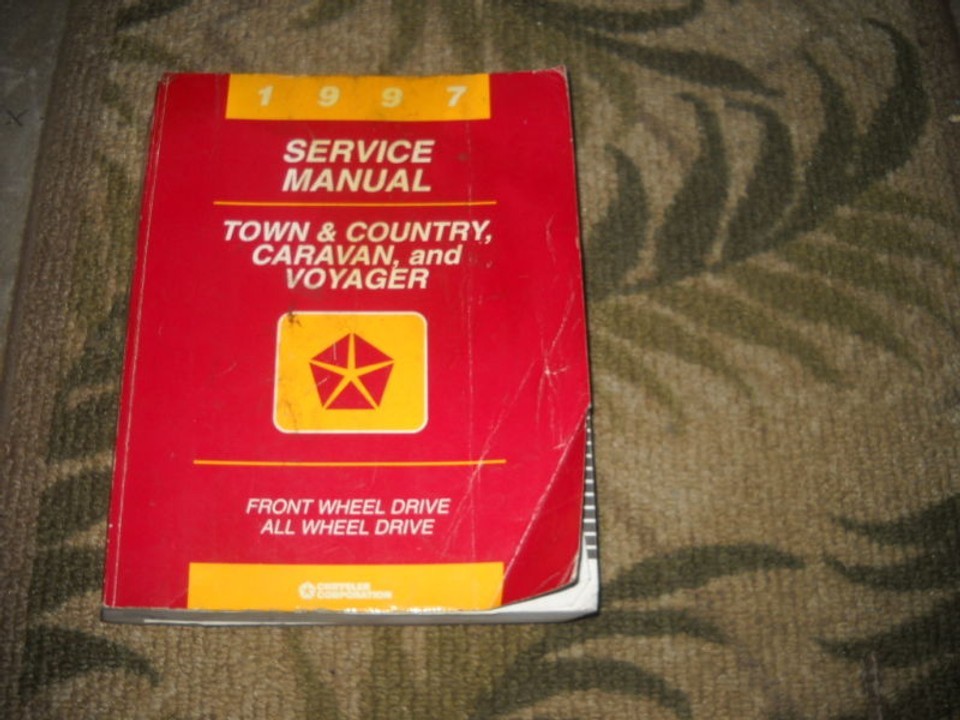 1 9 9 7
SERVICE
MANUAL
TOWN & COUNTRY,
CARAVAN, and
VOYAGER
FRONT WHEEL DRIVE
ALL WHEEL DRIVE
CHRYSLER
CORPORATION